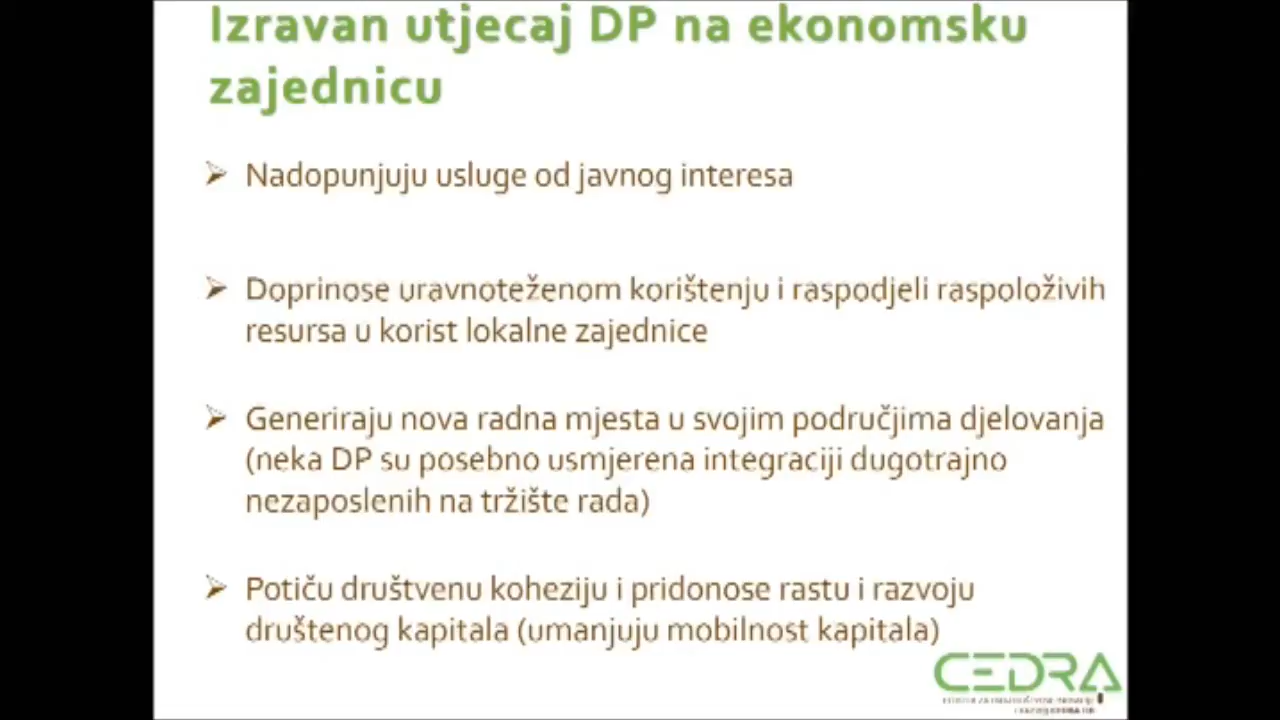 Izravan utjecaj DP na ekonomsku
zajednicu
Nadopunjuju usluge od javnog interesa
Doprinose uravnoteženom korištenju i raspodjeli raspoloživih
resursa u korist lokalne zajednice
Generiraju nova radna mjesta u svojim područjima djelovanja
(neka DP su posebno usmjerena integraciji dugotrajno
nezaposlenih na tržište rada)
Potiču društvenu koheziju i pridonose rastu i razvoju
društenog kapitala (umanjuju mobilnost kapitala)
CEDRA